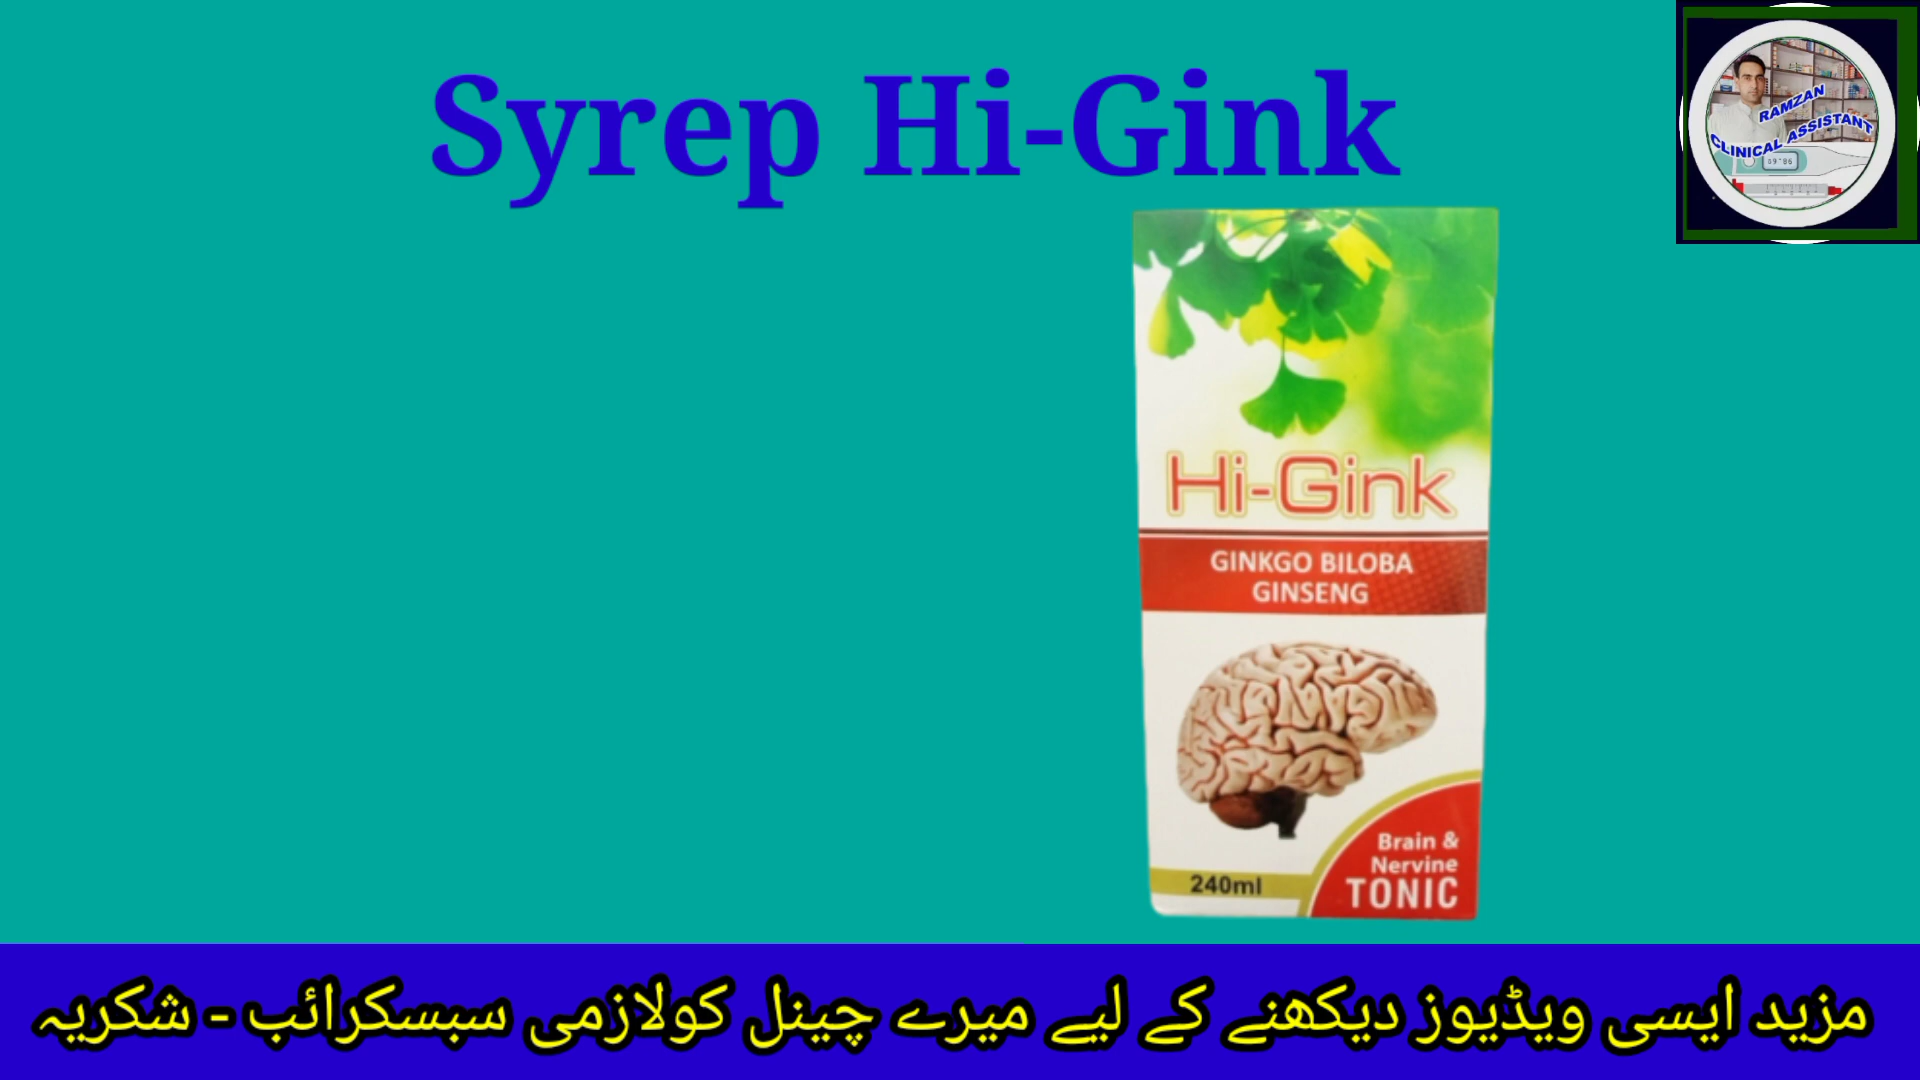 Syrep Hi-Gink
RAMZAN
CLINICAL ASSISTANT
Hi-Gink
GINKGO BILOBA
GINSENG
Brain &
Nervine
TONIC
240ml
مزید ایسی ویڈیوز دیکھنے کے لیے میرے چینل کولازمی سبسکرائب - شکریہ